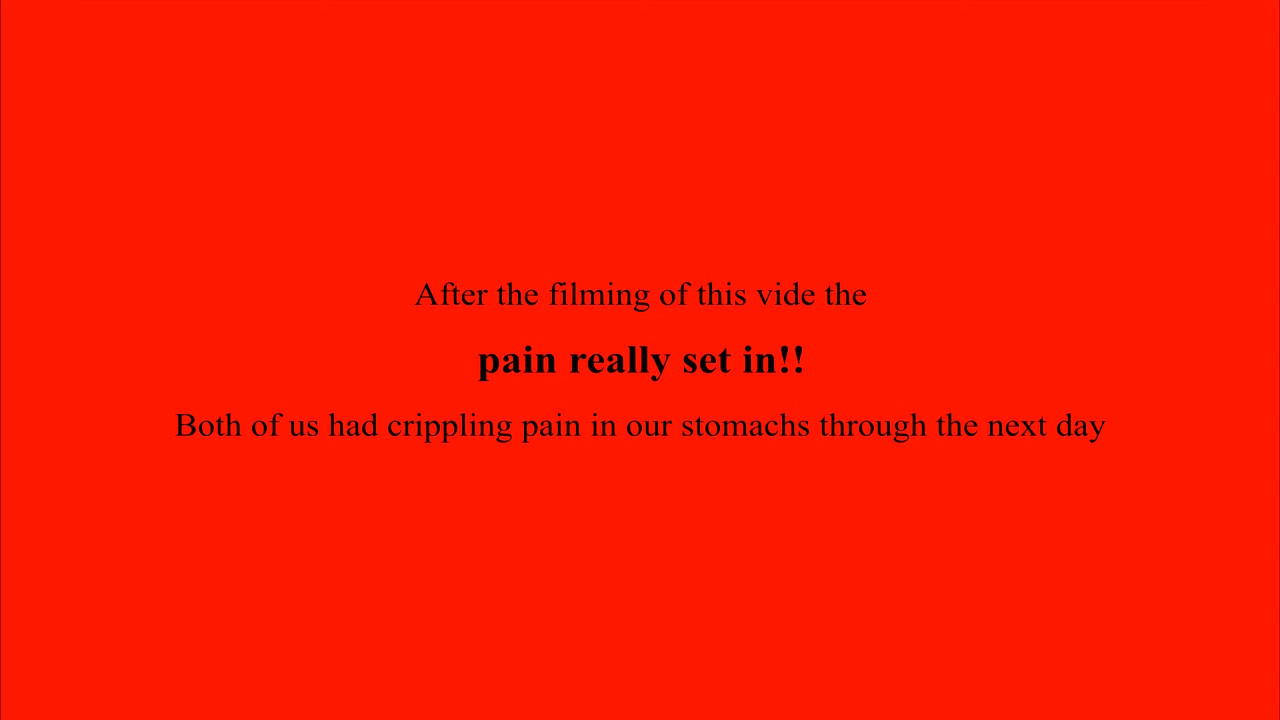 After the filming of this vide the
pain really set in!!
Both of us had crippling pain in our stomachs through the next day